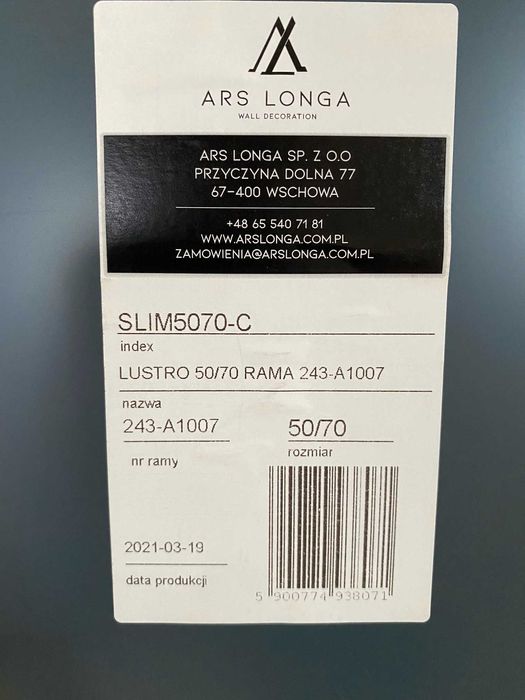 ARS LONGA
WALL DECORATION
ARS LONGA SP. Z O.O
PRZYCZYNA DOLNA 77
67-400 WSCHOWA
+48 65 540 71 81
WWW.ARSLONGA.COM.PL
ZAMOWIENIA@ARSLONGA.COM.PL
SLIM5070-C
index
LUSTRO 50/70 RAMA 243-A1007
nazwa
243-A1007 50/70
nr ramy rozmiar
2021-03-19
data produkcji
5 900774 938071